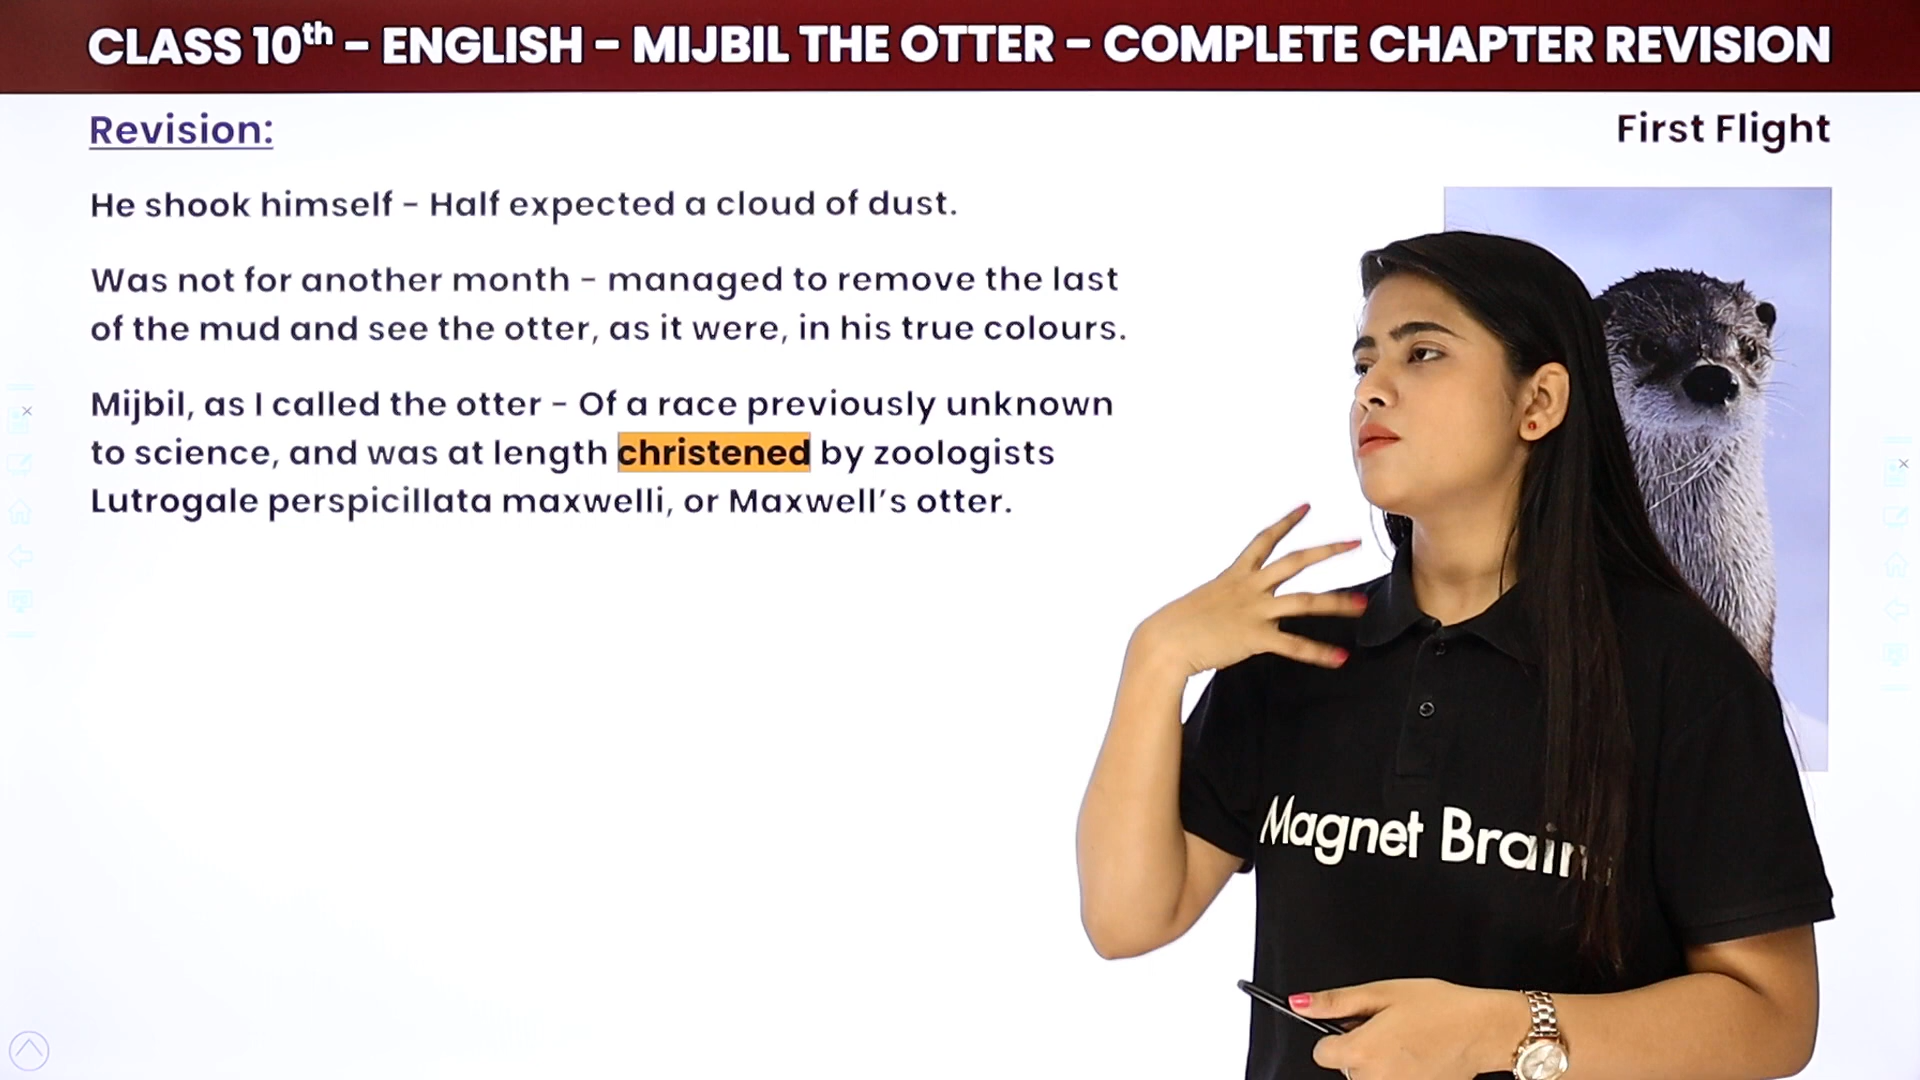 CLASS 10th – ENGLISH – MIJBIL THE OTTER – COMPLETE CHAPTER REVISION
Revision:
First Flight
He shook himself – Half expected a cloud of dust.
Was not for another month – managed to remove the last
of the mud and see the otter, as it were, in his true colours.
Mijbil, as I called the otter – Of a race previously unknown
to science, and was at length christened by zoologists
Lutrogale perspicillata maxwelli, or Maxwell’s otter.
Magnet Brain